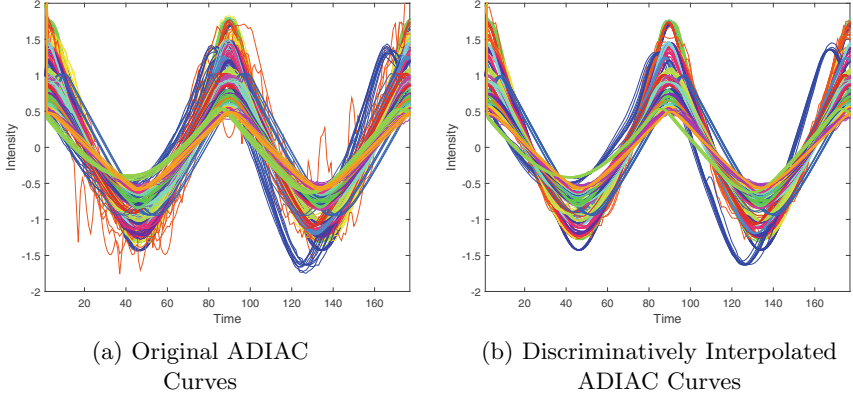 2
1.5
1
0.5
0
-0.5
-1
-1.5
-2
Intensity
20 40 60 80 100 120 140 160
Time
(a) Original ADIAC
Curves
2
1.5
1
0.5
0
-0.5
-1
-1.5
-2
Intensity
20 40 60 80 100 120 140 160
Time
(b) Discriminatively Interpolated
ADIAC Curves